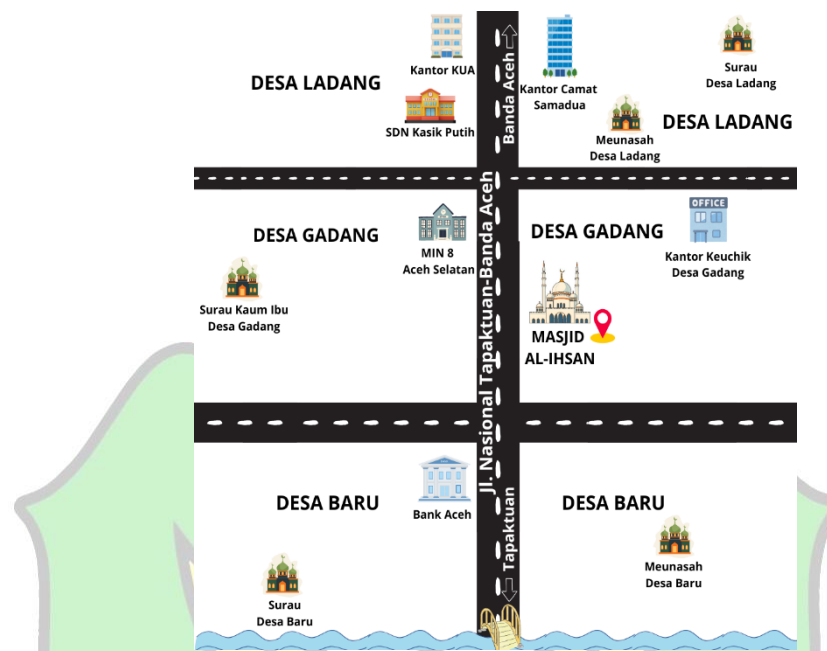 Kantor KUA
DESA LADANG
SDN Kasik Putih
Banda Aceh
Kantor Camat
Samadua
Surau
Desa Ladang
Meunasah
Desa Ladang
DESA LADANG
Jl. Nasional Tapaktuan-Banda Aceh
DESA GADANG
MIN 8
Aceh Selatan
Surau Kaum Ibu
Desa Gadang
DESA GADANG
OFFICE
Kantor Keuchik
Desa Gadang
MASJID
AL-IHSAN
DESA BARU
Bank Aceh
Surau
Desa Baru
Tapaktuan
DESA BARU
Meunasah
Desa Baru